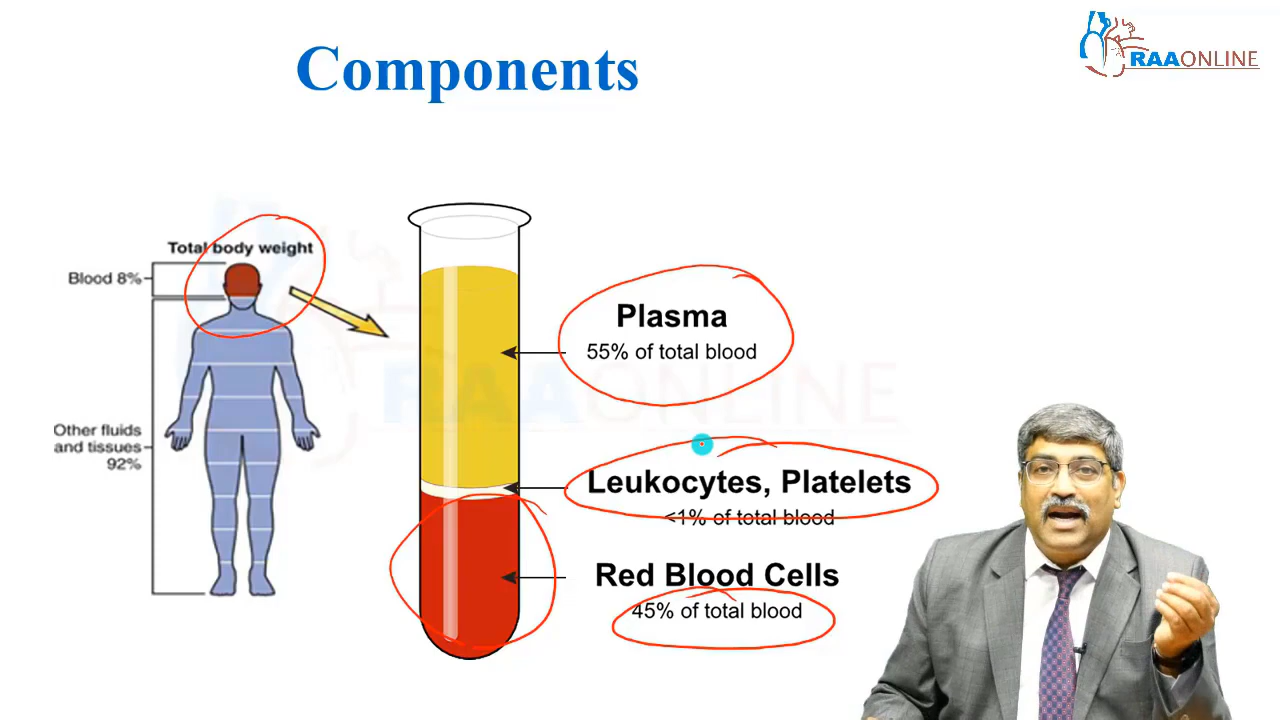 Components
RAAONLINE
Total body weight
Blood 8%
Other fluids
and tissues
92%
Plasma
55% of total blood
RAAONLINE
Leukocytes, Platelets
<1% of total blood
Red Blood Cells
45% of total blood